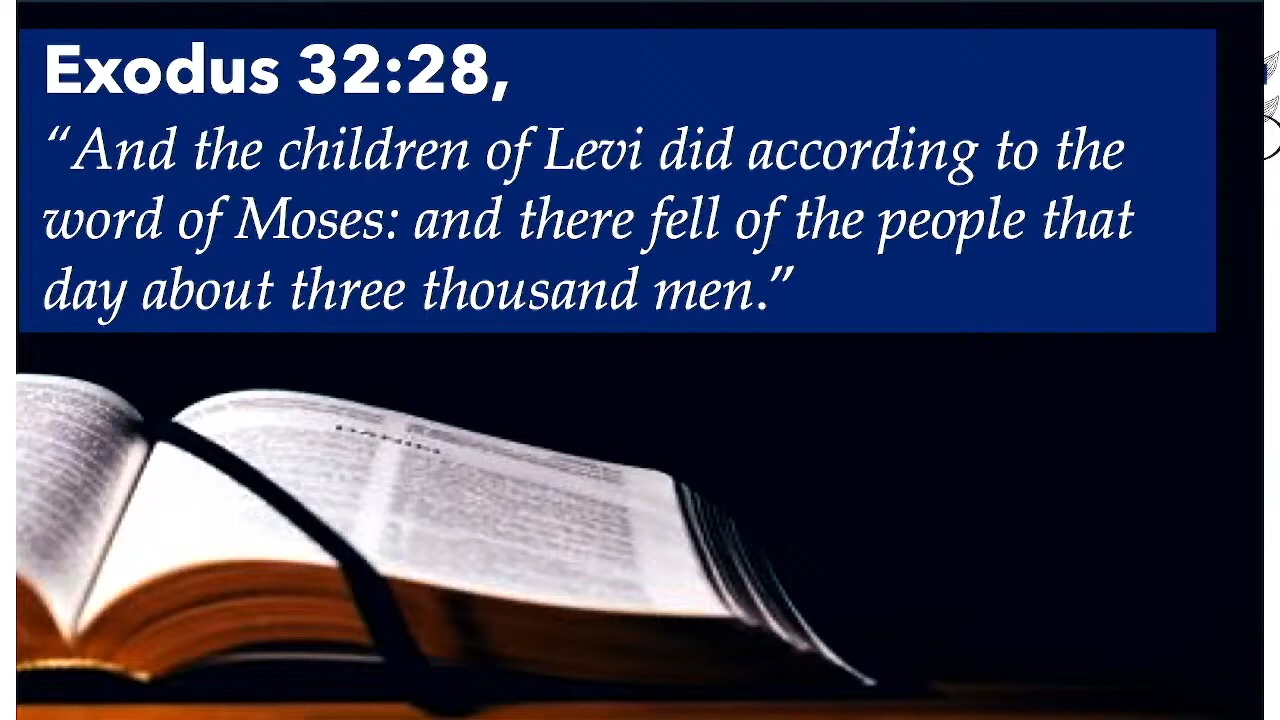 Exodus 32:28,
“And the children of Levi did according to the
word of Moses: and there fell of the people that
day about three thousand men.”
DANIEL